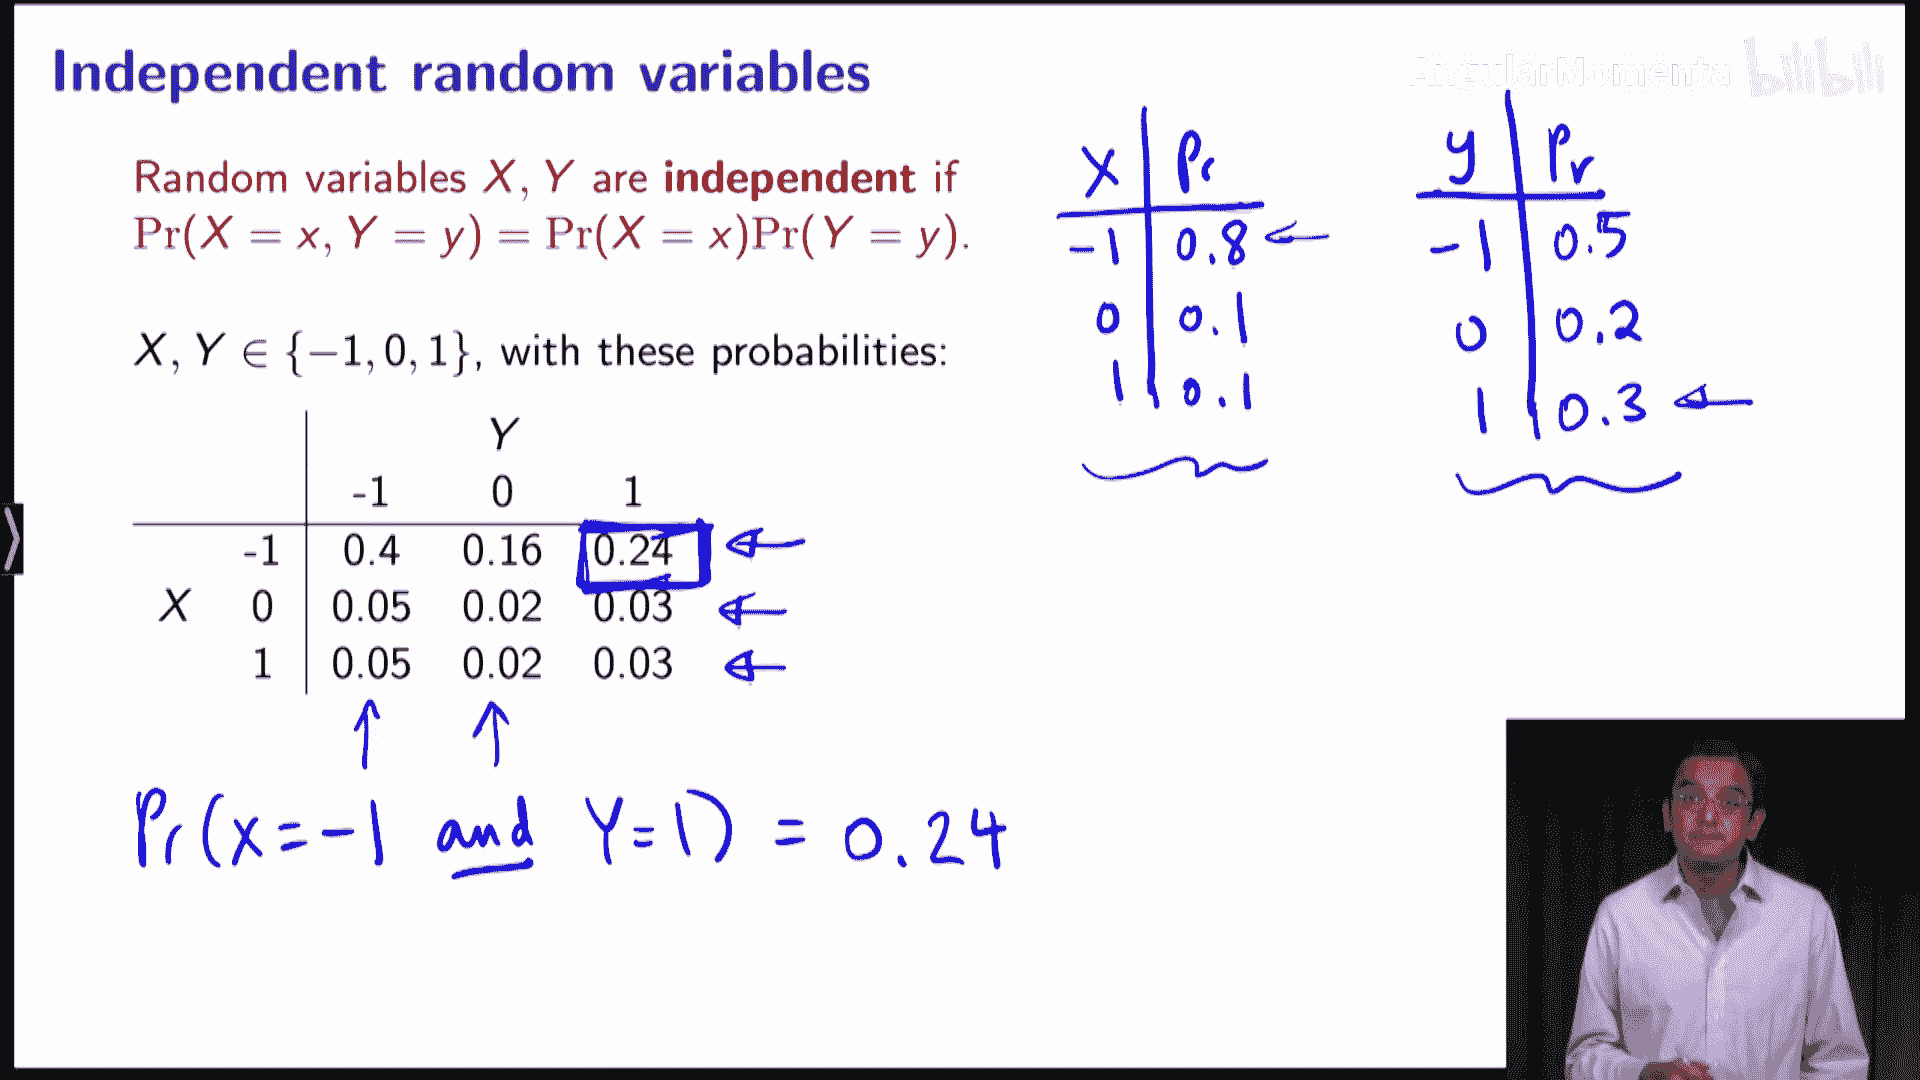 Independent random variables
AngularMomenta bilibili
Random variables X, Y are independent if
Pr(X = x, Y = y) = Pr(X = x)Pr(Y = y).
X, Y ∈ {−1, 0, 1}, with these probabilities:
Y
-1 0 1
-1 0.4 0.16 0.24
X 0 0.05 0.02 0.03
1 0.05 0.02 0.03
Pr(X=-1 and Y=1) = 0.24
X Pr
-1 0.8
0 0.1
1 0.1
y Pr
-1 0.5
0 0.2
1 0.3